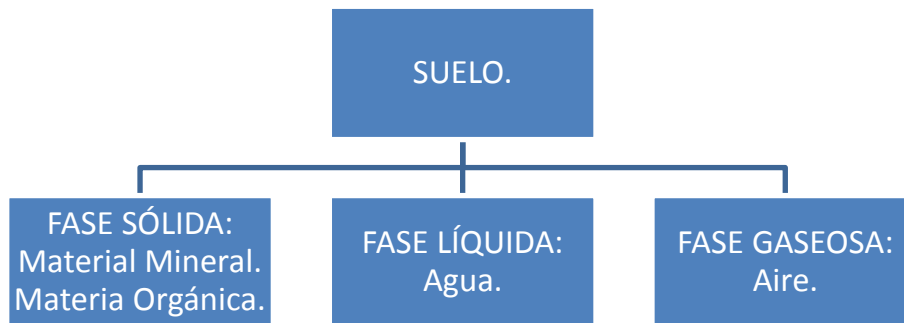 SUELO.
FASE SÓLIDA:
Material Mineral.
Materia Orgánica.
FASE LÍQUIDA:
Agua.
FASE GASEOSA:
Aire.